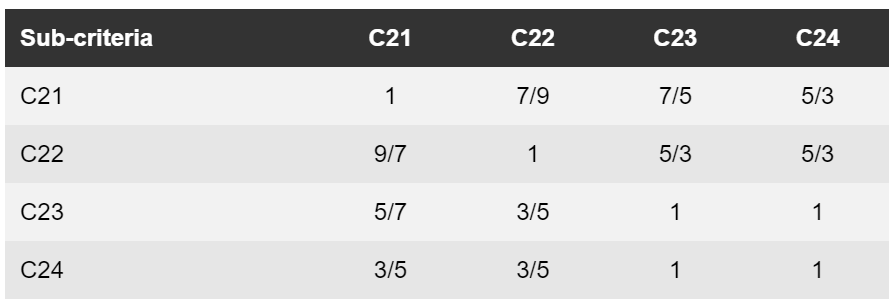 Sub-criteria C21 C22 C23 C24
C21 1 7/9 7/5 5/3
C22 9/7 1 5/3 5/3
C23 5/7 3/5 1 1
C24 3/5 3/5 1 1